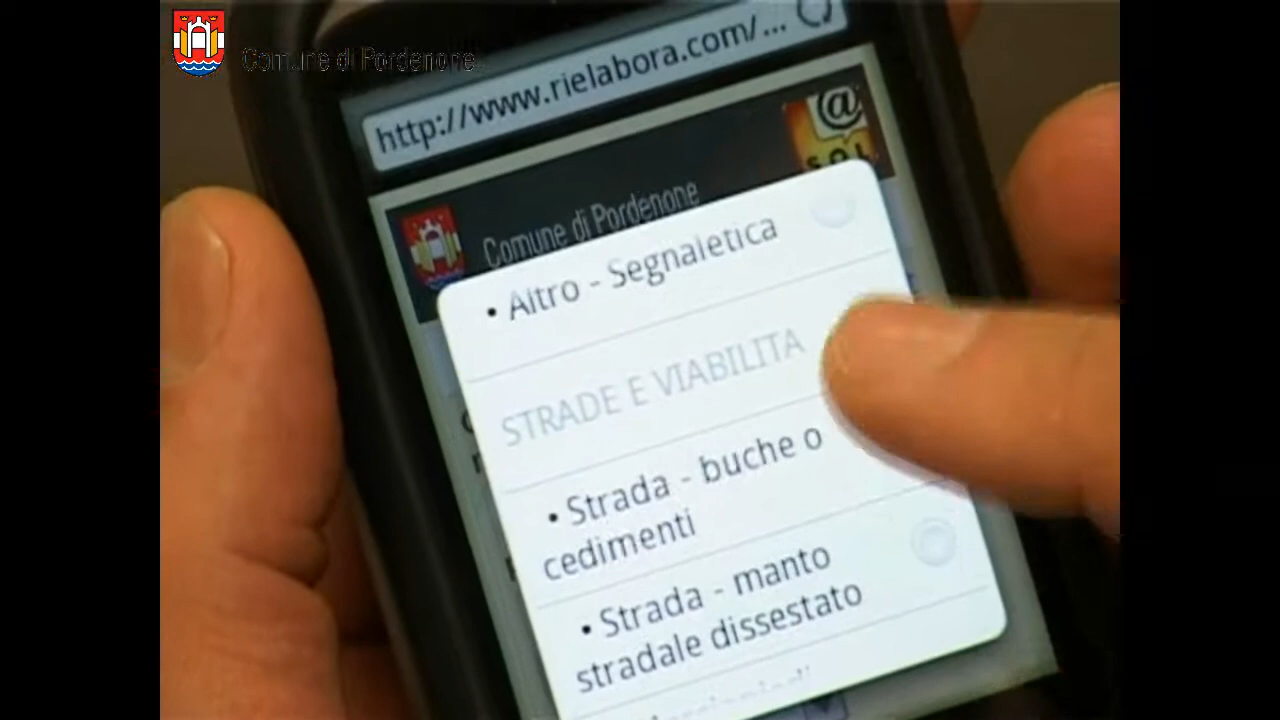 Comune di Pordenone
http://www.rielabora.com/...
@
SOL
Comune di Pordenone
• Altro - Segnaletica
STRADE E VIABILITA
• Strada - buche o
cedimenti
• Strada - manto
stradale dissestato